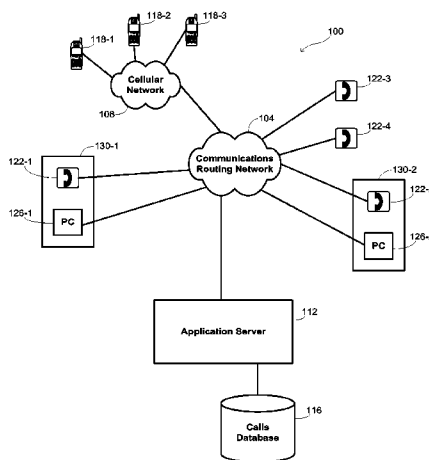 118-2
118-3
118-1
100
Cellular
Network
108
104
122-3
122-4
Communications
Routing Network
130-1
122-1
126-1
PC
130-2
122-
PC
126-
112
Application Server
116
Calls
Database